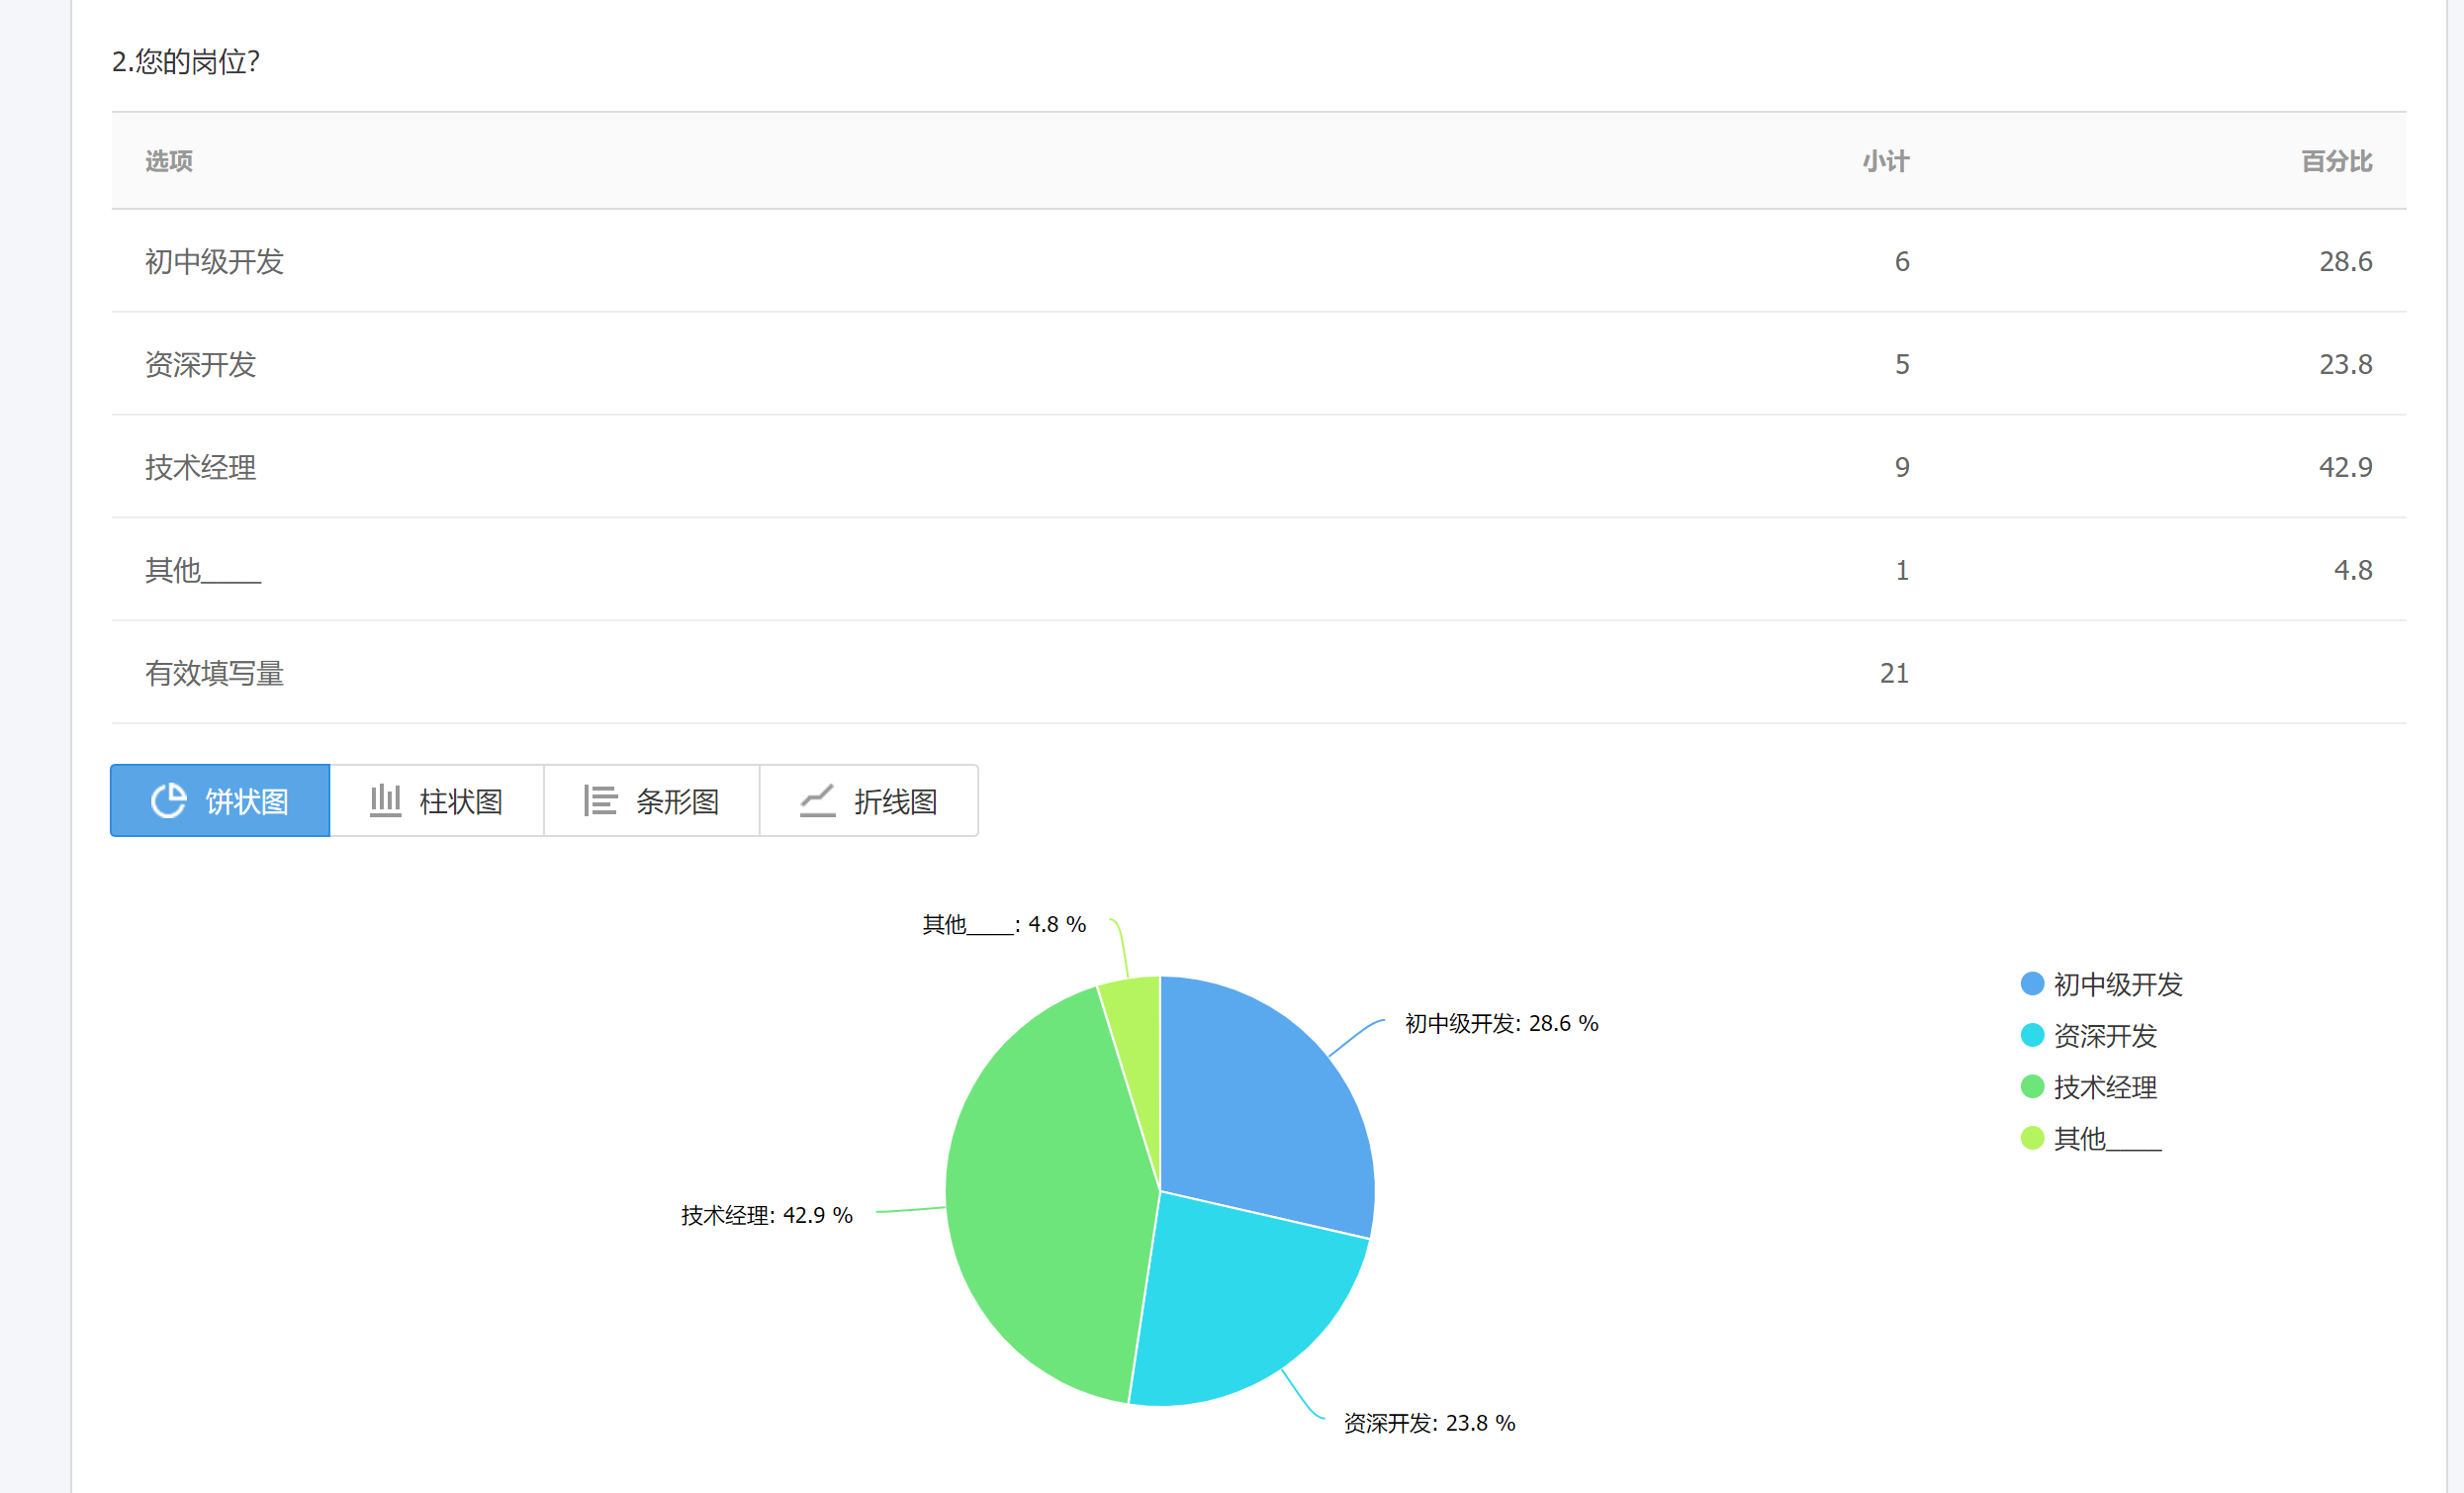 2.您的岗位?
选项 小计 百分比
初中级开发 6 28.6
资深开发 5 23.8
技术经理 9 42.9
其他____ 1 4.8
有效填写量 21
饼状图 柱状图 条形图 折线图
其他____: 4.8 %
初中级开发: 28.6 %
技术经理: 42.9 %
资深开发: 23.8 %
初中级开发
资深开发
技术经理
其他____